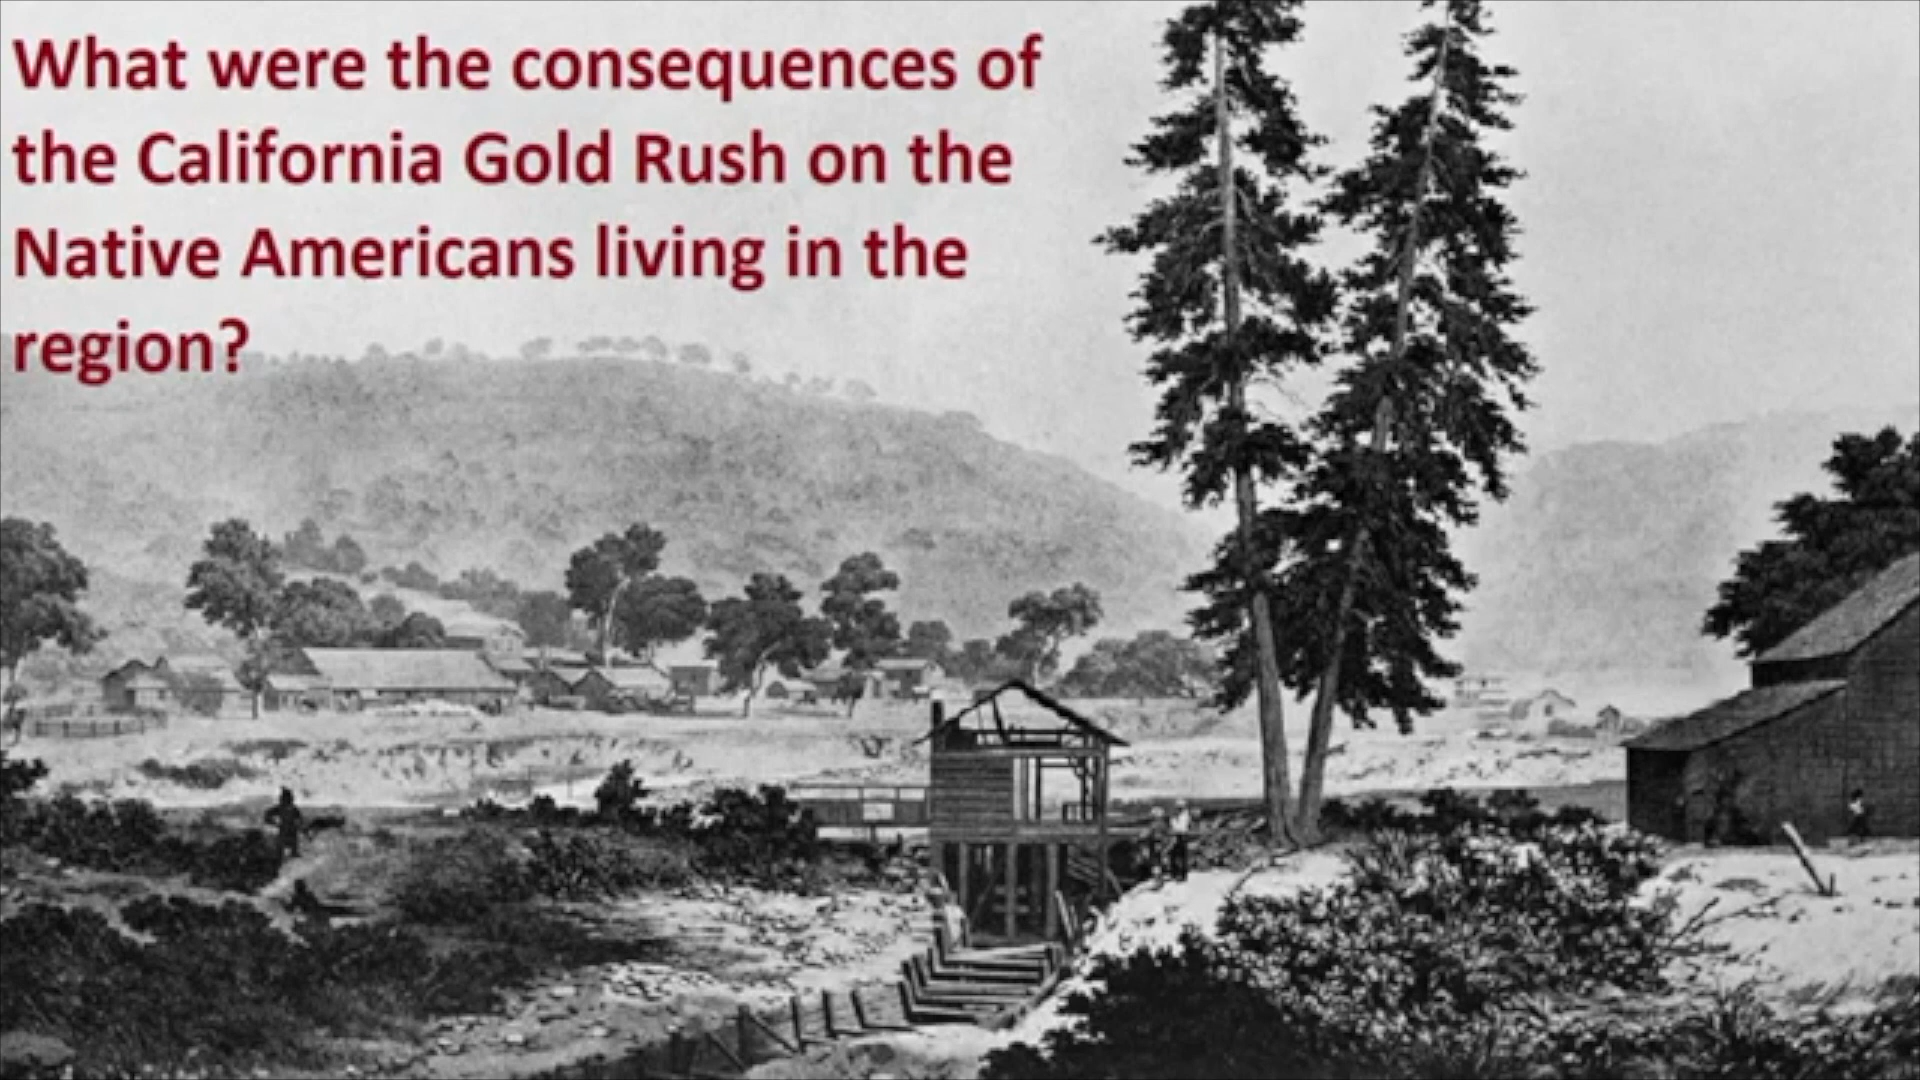 What were the consequences of
the California Gold Rush on the
Native Americans living in the
region?